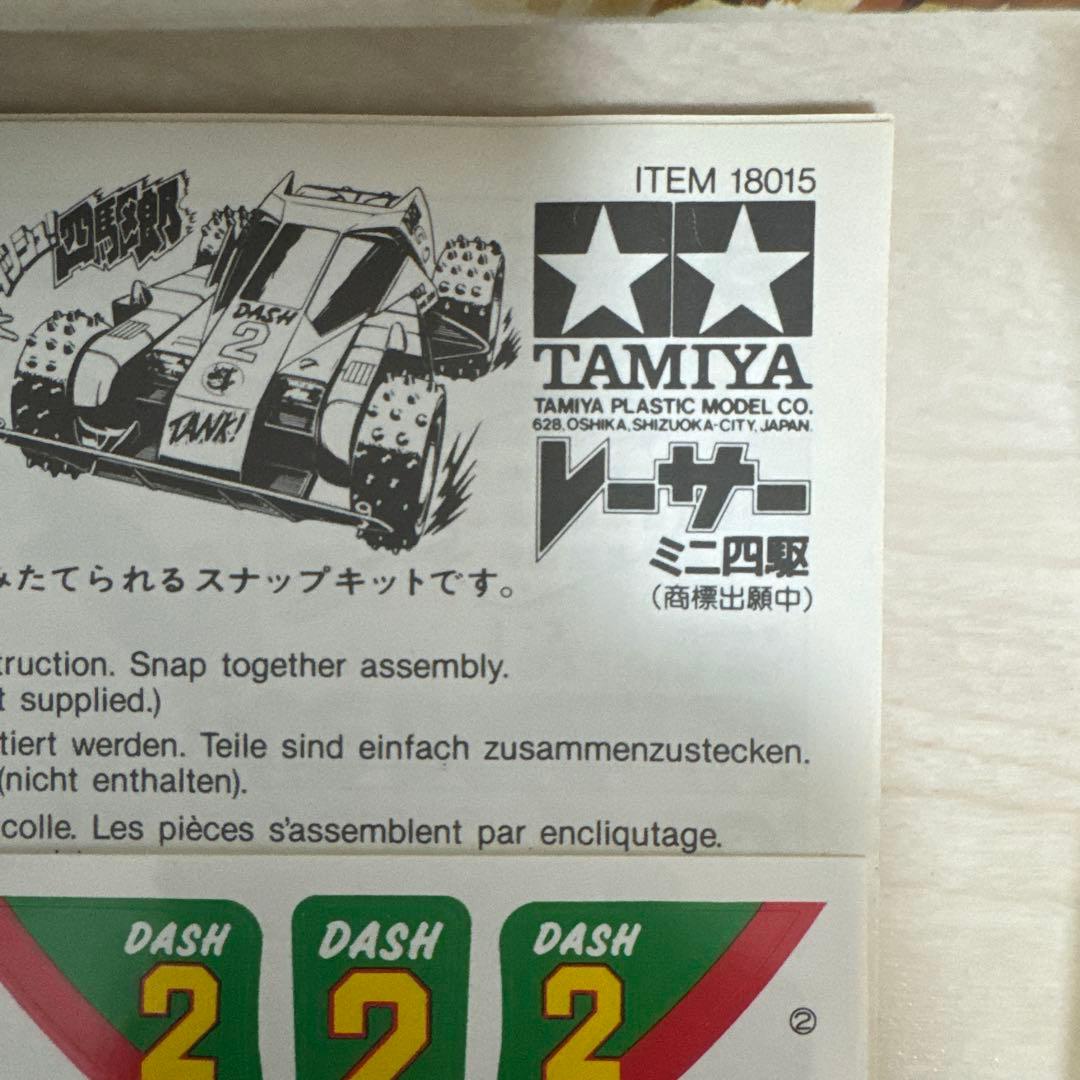 ITEM 18015
四駆郎
DASH
2
TANK!
TAMIYA
TAMIYA PLASTIC MODEL CO.
628, OSHIKA, SHIZUOKA-CITY, JAPAN.
レーサー
ミニ四駆
(商標出願中)
みたてられるスナップキットです。
truction. Snap together assembly.
t supplied.)
tiert werden. Teile sind einfach zusammenzustecken.
(nicht enthalten).
colle. Les pièces s'assemblent par encliqutage.
DASH DASH DASH
2 2 2
②